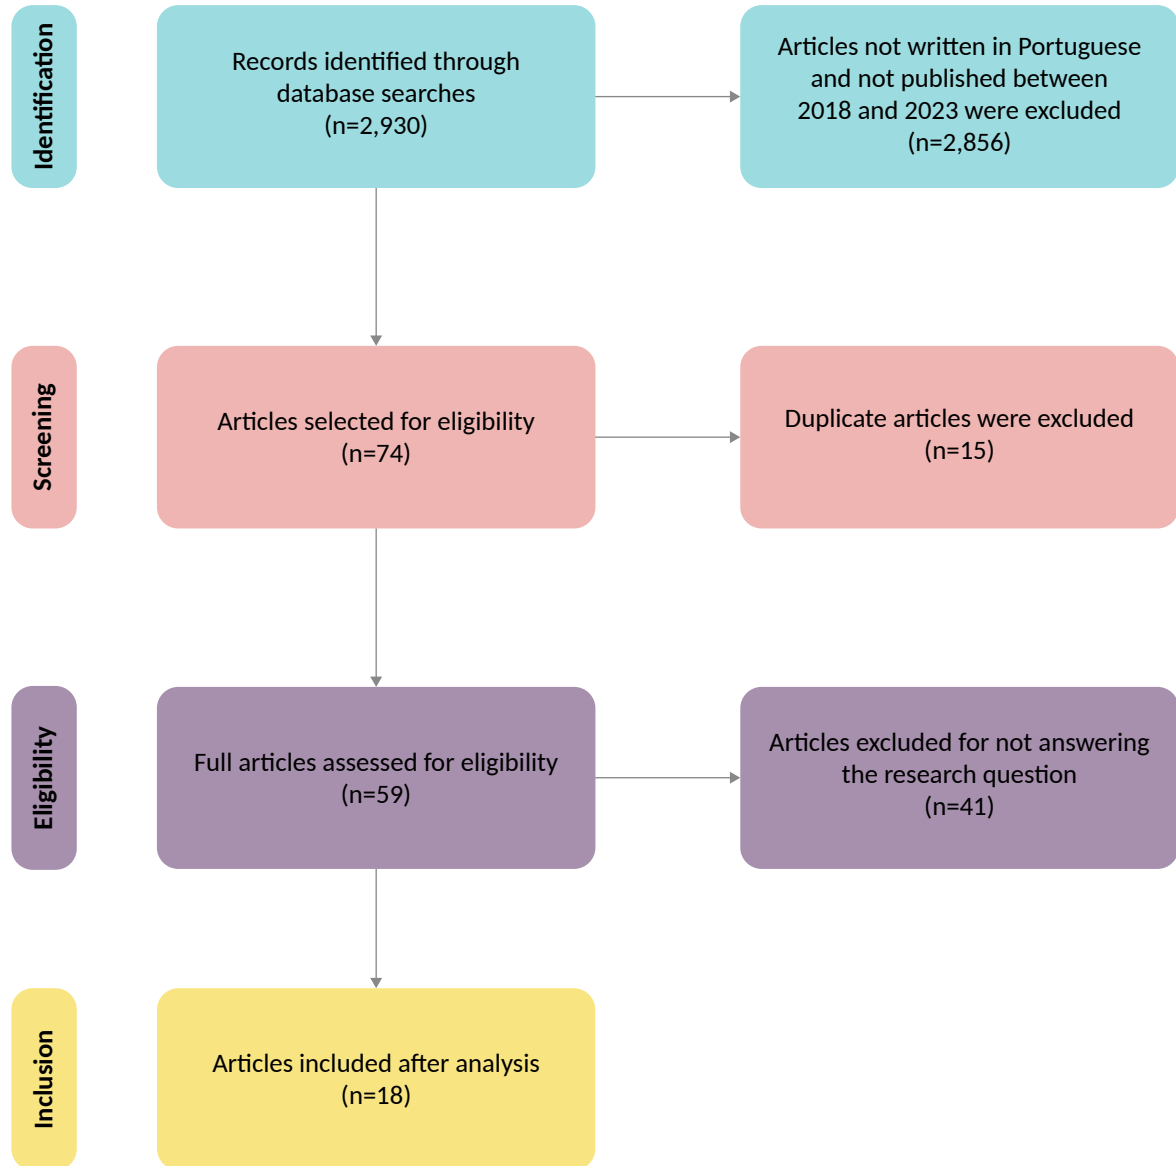 Identification
Records identified through
database searches
(n=2,930)
Articles not written in Portuguese
and not published between
2018 and 2023 were excluded
(n=2,856)
Screening
Articles selected for eligibility
(n=74)
Duplicate articles were excluded
(n=15)
Eligibility
Full articles assessed for eligibility
(n=59)
Articles excluded for not answering
the research question
(n=41)
Inclusion
Articles included after analysis
(n=18)